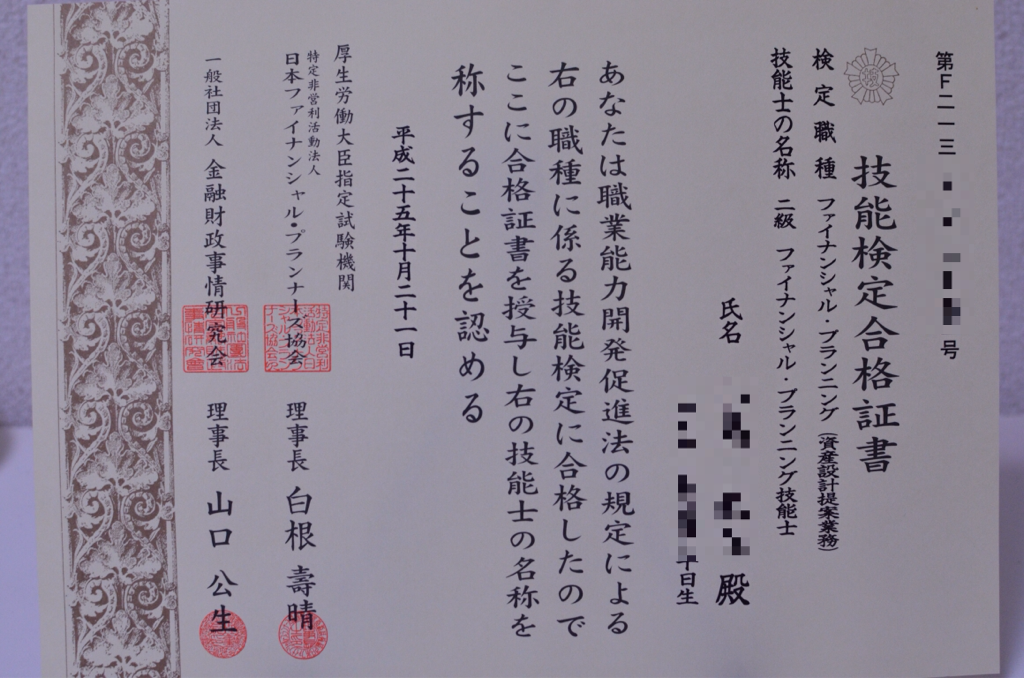 第F二一三
号
技能検定合格証書
検定職種 ファイナンシャル・プランニング(資産設計提案業務)
技能士の名称 二級 ファイナンシャル・プランニング技能士
氏名
殿
十日生
あなたは職業能力開発促進法の規定による
右の職種に係る技能検定に合格したので
ここに合格証書を授与し右の技能士の名称を
称することを認める
平成二十五年十月二十一日
厚生労働大臣指定試験機関
特定非営利活動法人
日本ファイナンシャル・プランナーズ協会 理事長 白根 壽晴
一般社団法人 金融財政事情研究会 理事長 山口 公生